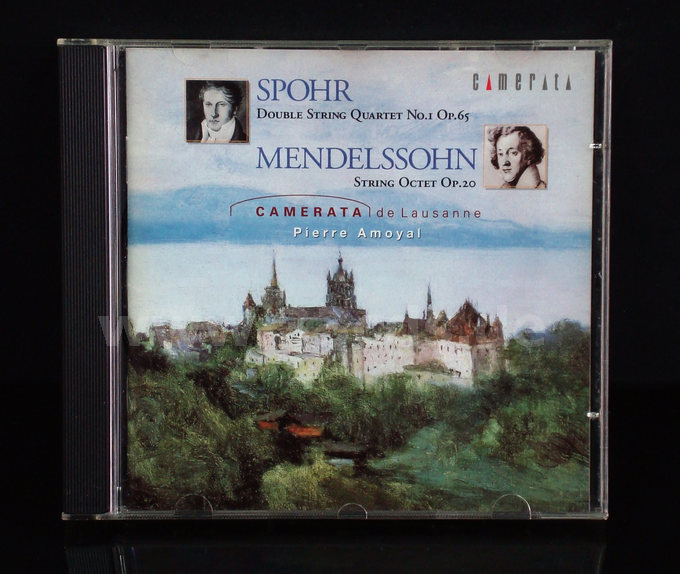 camerata
SPOHR
Double String Quartet No.1 Op.65
MENDELSSOHN
String Octet Op.20
CAMERATA de Lausanne
Pierre Amoyal